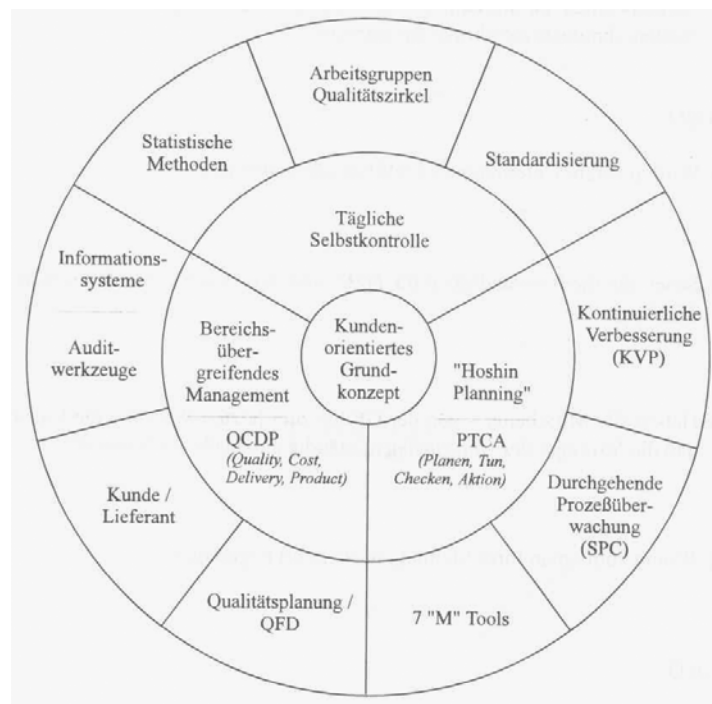 Arbeitsgruppen
Qualitätszirkel
Statistische
Methoden
Standardisierung
Tägliche
Selbstkontrolle
Informations-
systeme
Audit-
werkzeuge
Bereichs-
über-
greifendes
Management
QCDP
(Quality, Cost,
Delivery, Product)
Kunden-
orientiertes
Grund-
konzept
"Hoshin
Planning"
PTCA
(Planen, Tun,
Checken, Aktion)
Kontinuierliche
Verbesserung
(KVP)
Durchgehende
Prozeßüber-
wachung
(SPC)
Kunde /
Lieferant
Qualitätsplanung /
QFD
7 "M" Tools